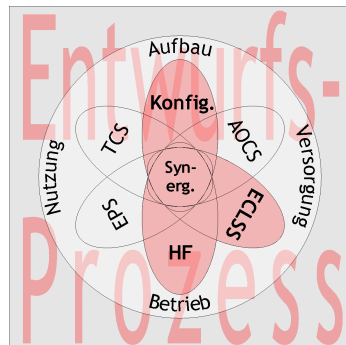 Entwurfs-
Aufbau
Konfig.
TCS
AOCS
Nutzung
Syn-
erg.
Versorgung
EPS
ECLSS
HF
Betrieb
Prozess